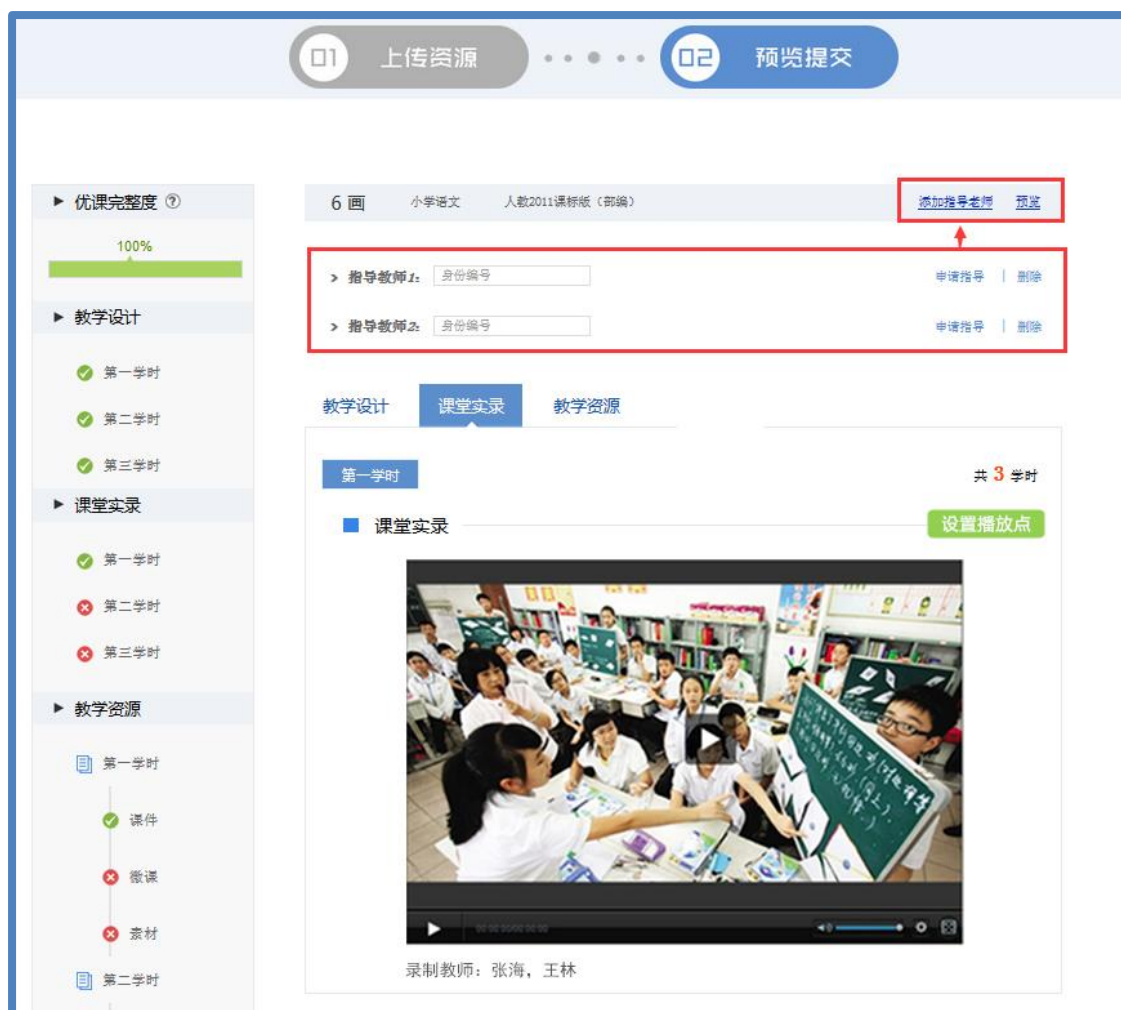 01 上传资源
02 预览提交
优课完整度 ?
100%
教学设计
第一学时
第二学时
第三学时
课堂实录
第一学时
第二学时
第三学时
教学资源
第一学时
课件
微课
素材
第二学时
6画 小学语文 人教2011课标版（部编） 添加指导老师 预览
指导教师1: 身份编号 申请指导 | 删除
指导教师2: 身份编号 申请指导 | 删除
教学设计 课堂实录 教学资源
第一学时 共 3 学时
课堂实录 设置播放点
00:00:00/00:00:00
录制教师：张海，王林